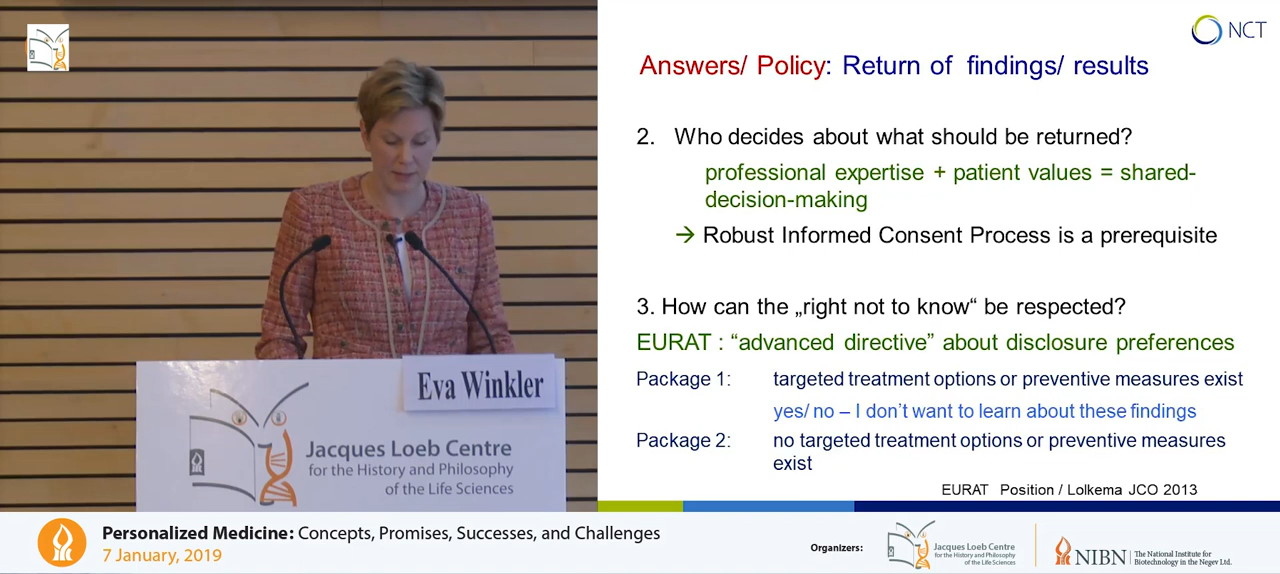 NCT
Answers/ Policy: Return of findings/ results
2. Who decides about what should be returned?
professional expertise + patient values = shared-
decision-making
→ Robust Informed Consent Process is a prerequisite
3. How can the „right not to know“ be respected?
EURAT : “advanced directive” about disclosure preferences
Package 1: targeted treatment options or preventive measures exist
yes/ no – I don’t want to learn about these findings
Package 2: no targeted treatment options or preventive measures
exist
EURAT Position / Lolkema JCO 2013
Eva Winkler
Jacques Loeb Centre
for the History and Philosophy
of the Life Sciences
Personalized Medicine: Concepts, Promises, Successes, and Challenges
7 January, 2019
Organizers:
Jacques Loeb Centre
for the History and Philosophy
of the Life Sciences
NIBN
The National Institute for
Biotechnology in the Negev Ltd.